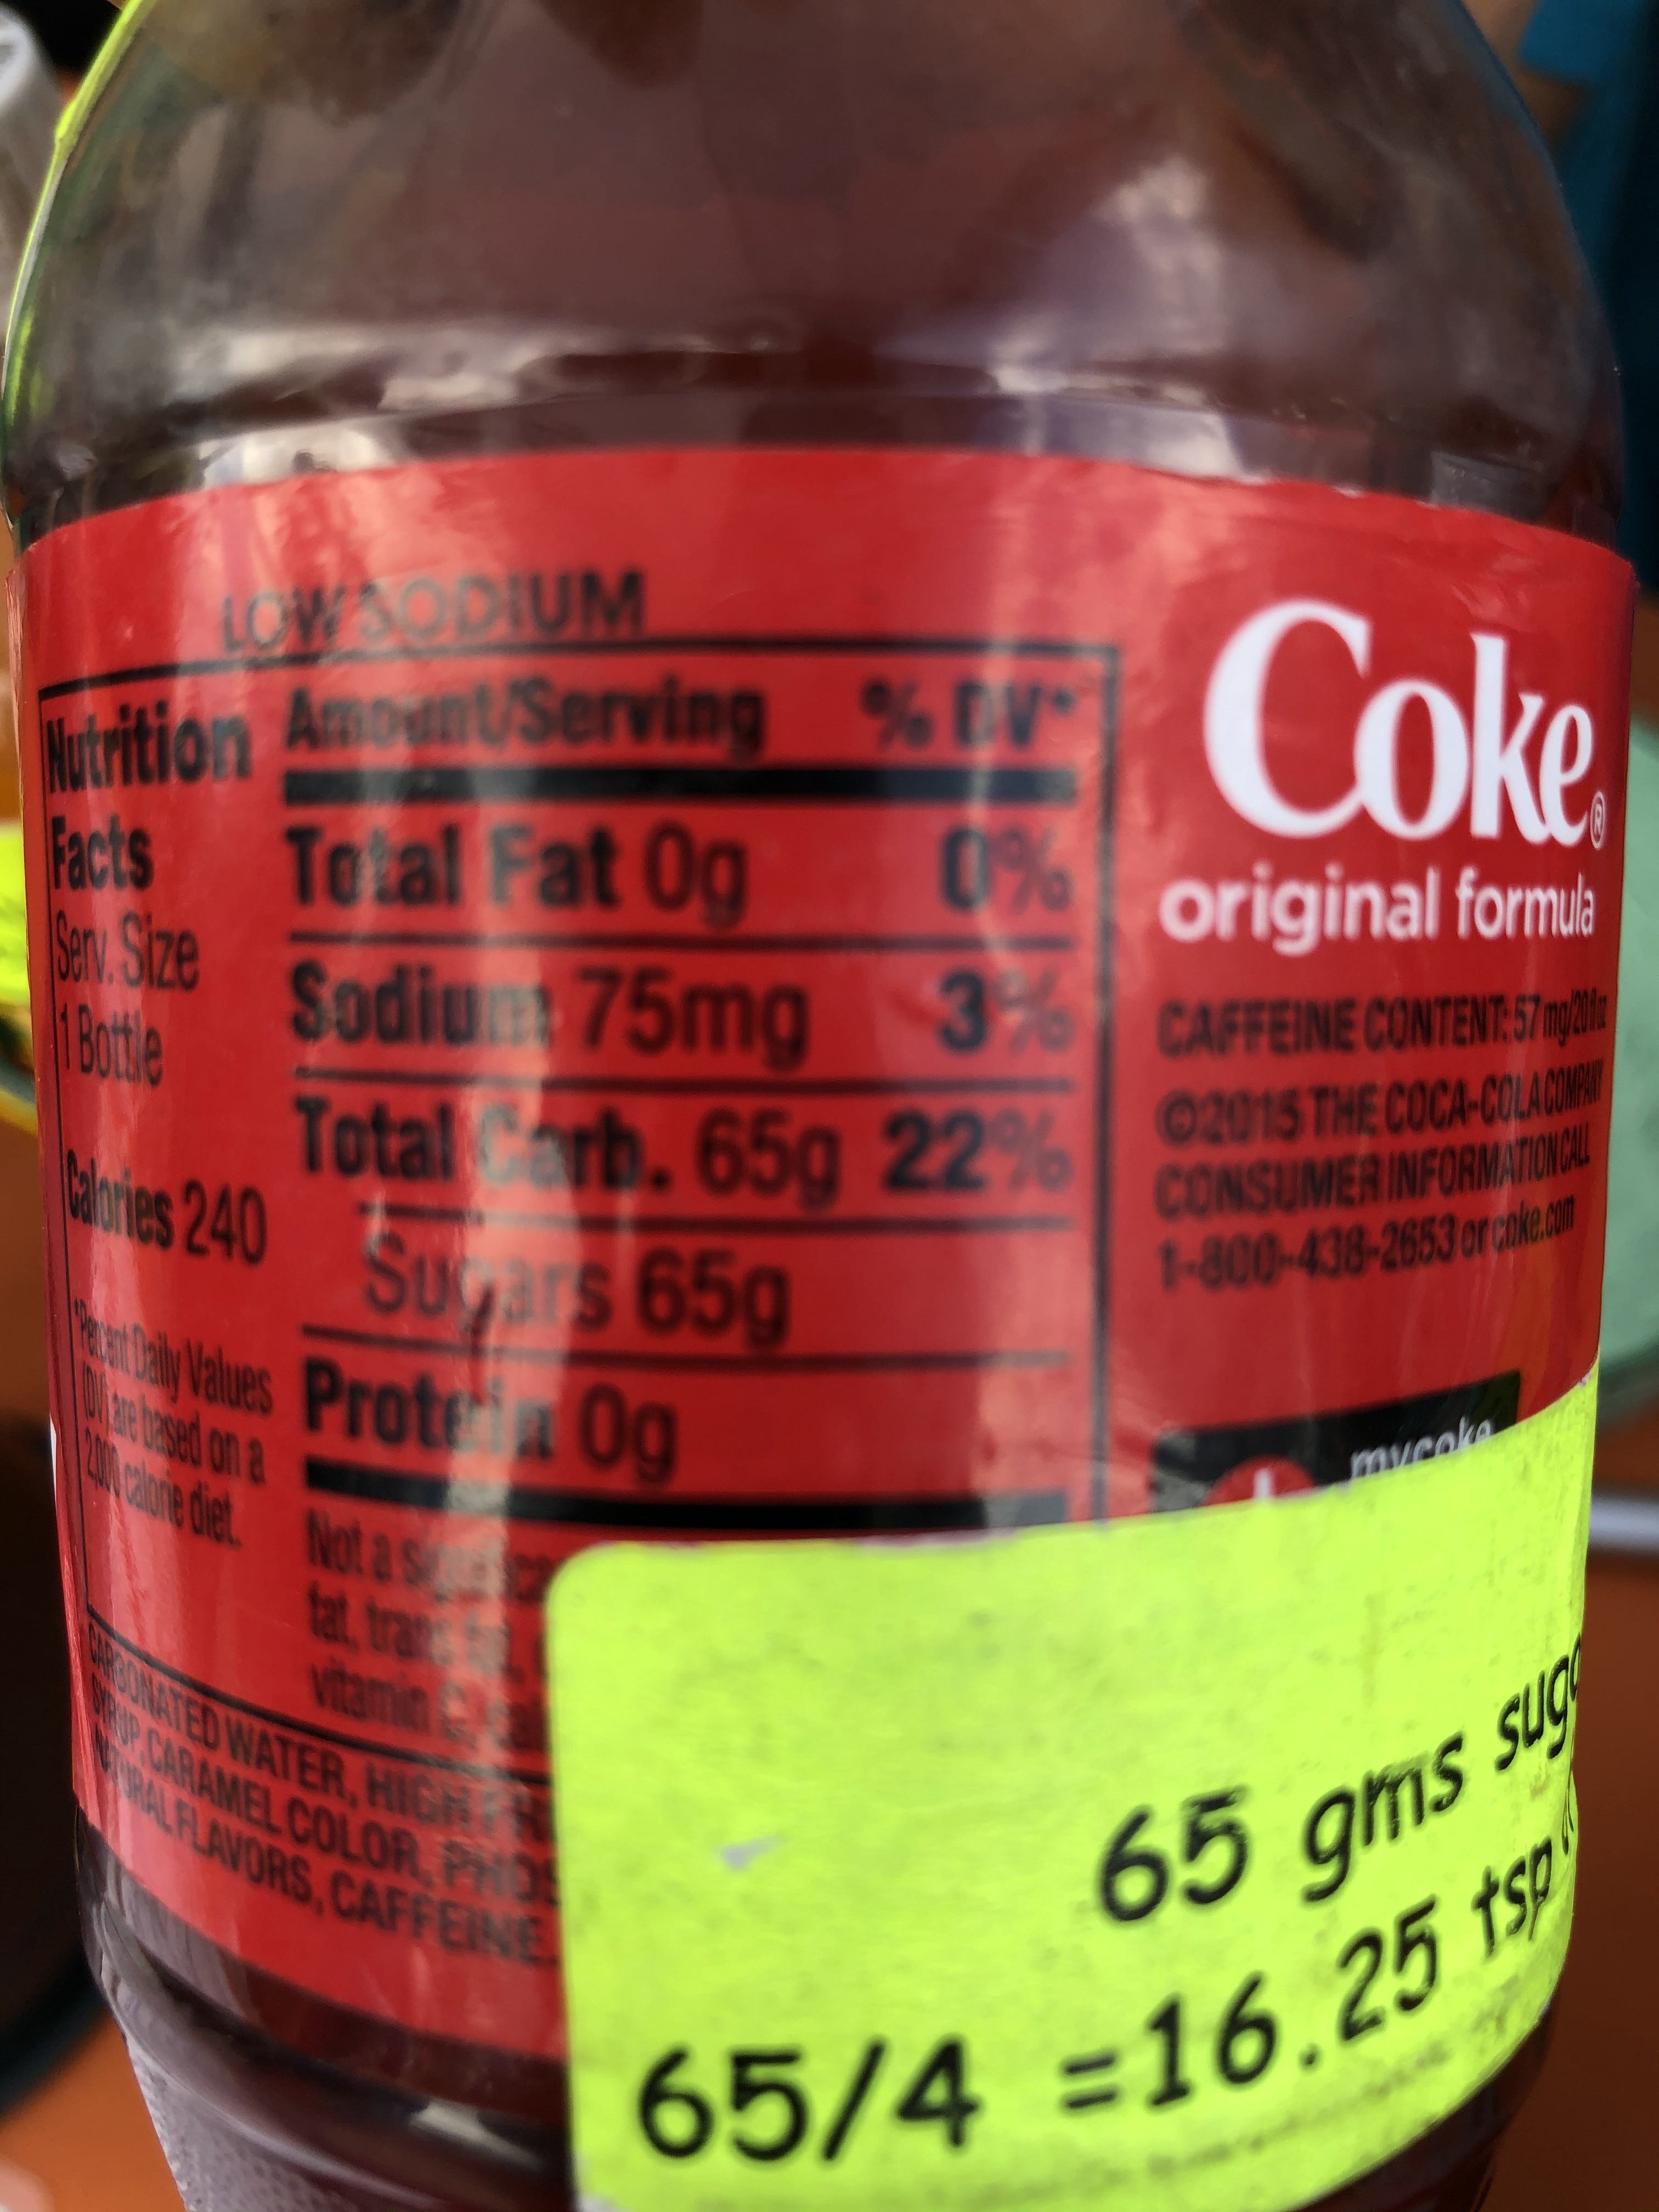 LOW SODIUM
Nutrition
Facts
Serv. Size
1 Bottle
Calories 240
*Percent Daily Values
(DV) are based on a
2,000 calorie diet.
Amount/Serving % DV*
Total Fat 0g 0%
Sodium 75mg 3%
Total Carb. 65g 22%
Sugars 65g
Protein 0g
Not a
fat, trans fat,
vitamin C,
CARBONATED WATER, HIGH
SYRUP, CARAMEL COLOR,
NATURAL FLAVORS, CAFFEINE.
Coke®
original formula
CAFFEINE CONTENT: 57 mg/20 fl oz
©2015 THE COCA-COLA COMPANY
CONSUMER INFORMATION CALL
1-800-438-2653 or coke.com
mycoke
65 gms
65/4 =16.25 tsp